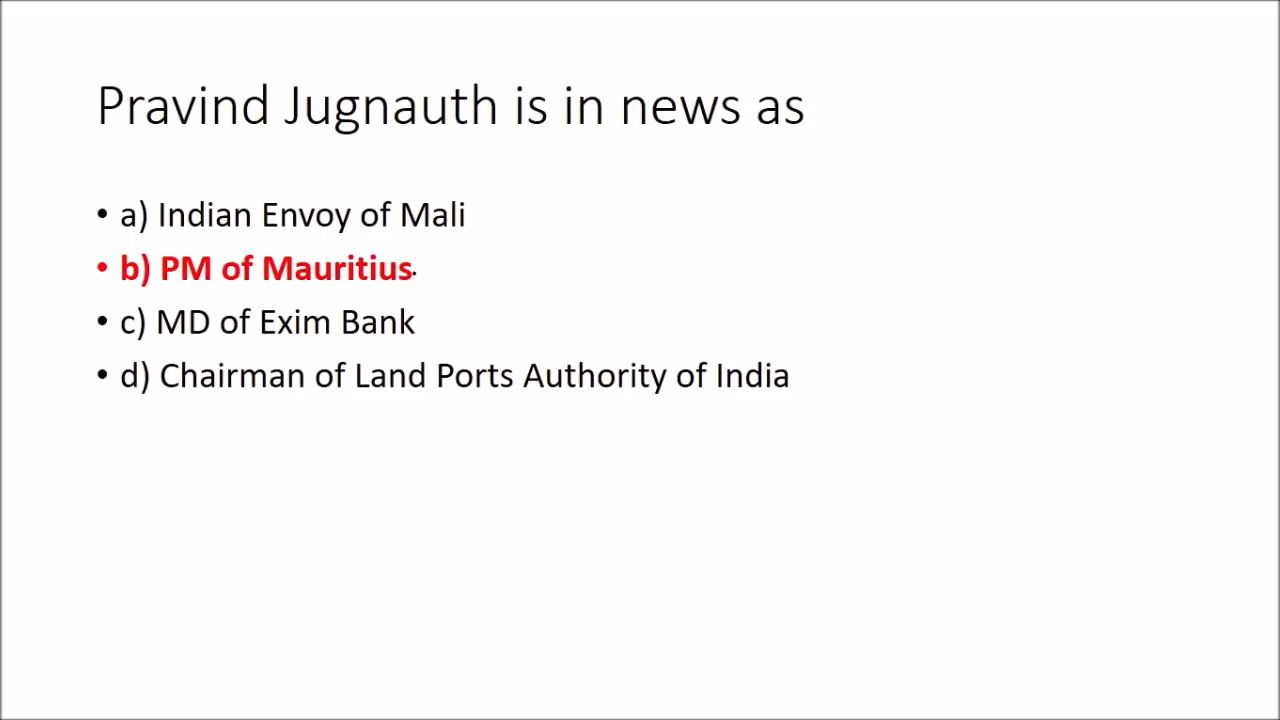 Pravind Jugnauth is in news as
• a) Indian Envoy of Mali
• b) PM of Mauritius
• c) MD of Exim Bank
• d) Chairman of Land Ports Authority of India